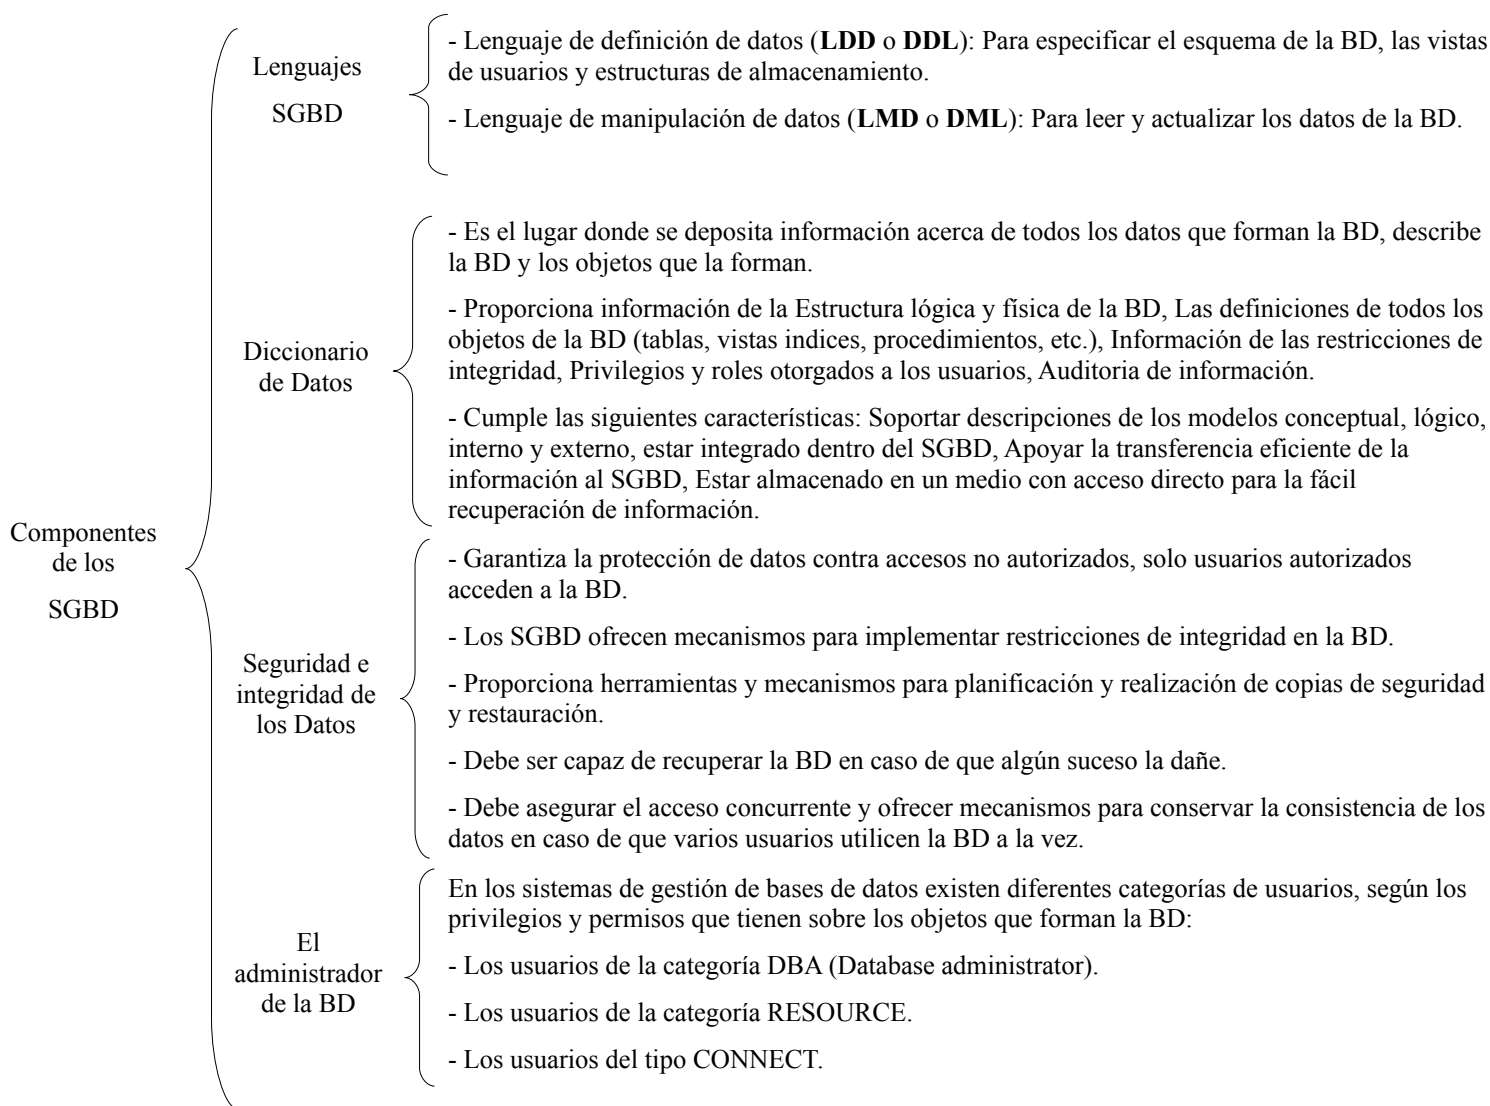 Componentes
de los
SGBD
Lenguajes
SGBD
- Lenguaje de definición de datos (LDD o DDL): Para especificar el esquema de la BD, las vistas
de usuarios y estructuras de almacenamiento.
- Lenguaje de manipulación de datos (LMD o DML): Para leer y actualizar los datos de la BD.
Diccionario
de Datos
- Es el lugar donde se deposita información acerca de todos los datos que forman la BD, describe
la BD y los objetos que la forman.
- Proporciona información de la Estructura lógica y física de la BD, Las definiciones de todos los
objetos de la BD (tablas, vistas indices, procedimientos, etc.), Información de las restricciones de
integridad, Privilegios y roles otorgados a los usuarios, Auditoria de información.
- Cumple las siguientes características: Soportar descripciones de los modelos conceptual, lógico,
interno y externo, estar integrado dentro del SGBD, Apoyar la transferencia eficiente de la
información al SGBD, Estar almacenado en un medio con acceso directo para la fácil
recuperación de información.
Seguridad e
integridad de
los Datos
- Garantiza la protección de datos contra accesos no autorizados, solo usuarios autorizados
acceden a la BD.
- Los SGBD ofrecen mecanismos para implementar restricciones de integridad en la BD.
- Proporciona herramientas y mecanismos para planificación y realización de copias de seguridad
y restauración.
- Debe ser capaz de recuperar la BD en caso de que algún suceso la dañe.
- Debe asegurar el acceso concurrente y ofrecer mecanismos para conservar la consistencia de los
datos en caso de que varios usuarios utilicen la BD a la vez.
El
administrador
de la BD
En los sistemas de gestión de bases de datos existen diferentes categorías de usuarios, según los
privilegios y permisos que tienen sobre los objetos que forman la BD:
- Los usuarios de la categoría DBA (Database administrator).
- Los usuarios de la categoría RESOURCE.
- Los usuarios del tipo CONNECT.